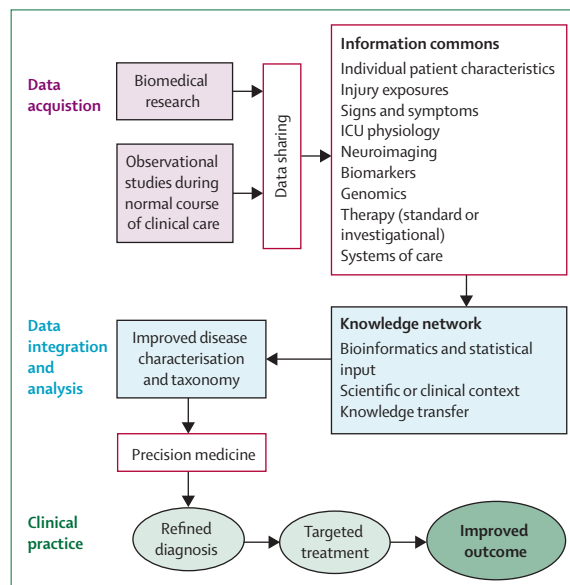 Data
acquistion
Biomedical
research
Observational
studies during
normal course
of clinical care
Data sharing
Information commons
Individual patient characteristics
Injury exposures
Signs and symptoms
ICU physiology
Neuroimaging
Biomarkers
Genomics
Therapy (standard or
investigational)
Systems of care
Data
integration
and
analysis
Improved disease
characterisation
and taxonomy
Knowledge network
Bioinformatics and statistical
input
Scientific or clinical context
Knowledge transfer
Precision medicine
Clinical
practice
Refined
diagnosis
Targeted
treatment
Improved
outcome